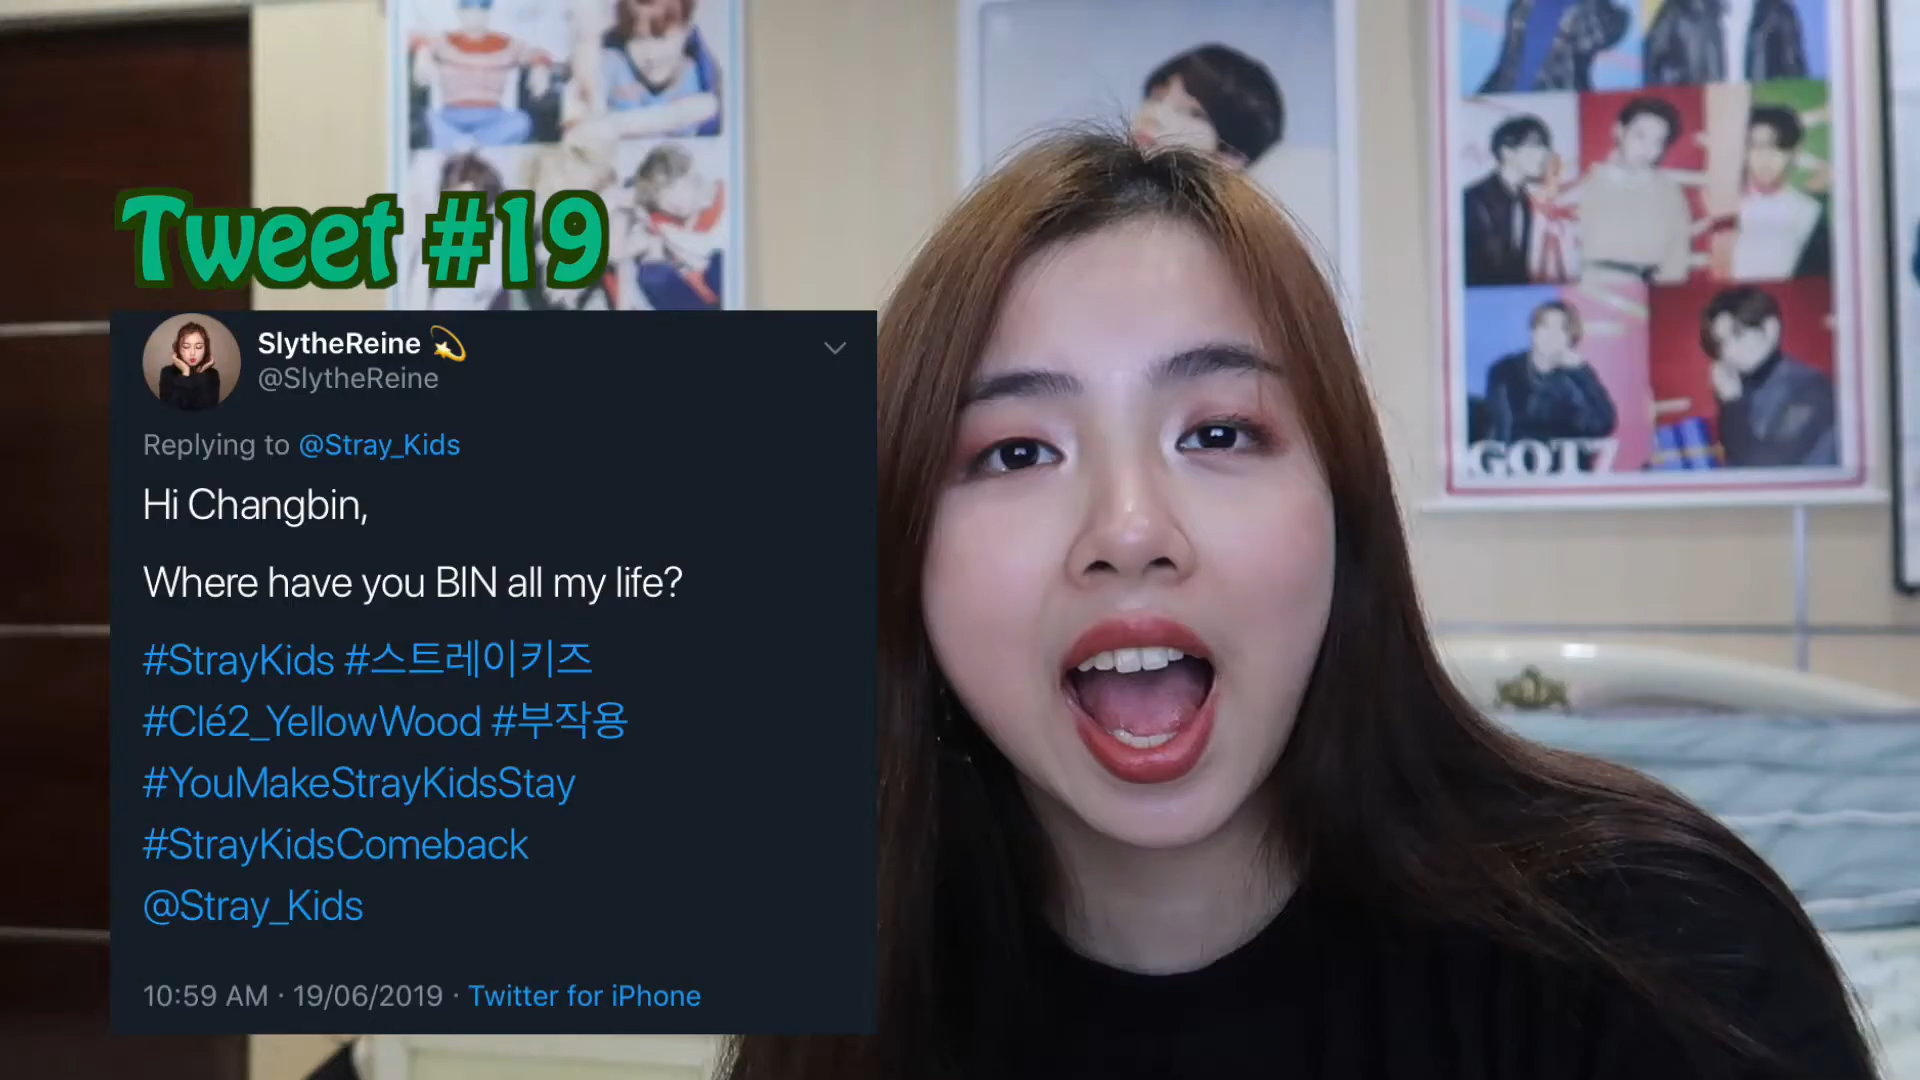 Tweet #19
SlytheReine 💫
@SlytheReine
Replying to @Stray_Kids
Hi Changbin,
Where have you BIN all my life?
#StrayKids #스트레이키즈
#Clé2_YellowWood #부작용
#YouMakeStrayKidsStay
#StrayKidsComeback
@Stray_Kids
10:59 AM · 19/06/2019 · Twitter for iPhone
GOT7